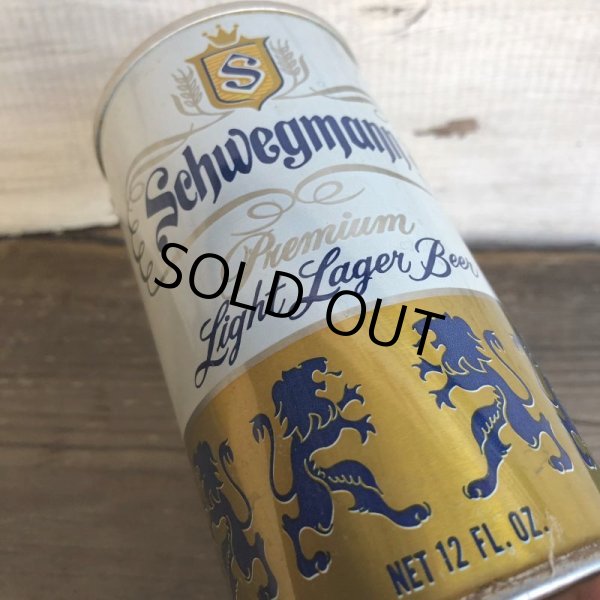 S
Schwegmann
Premium
Light Lager Beer
SOLD OUT
NET 12 FL. OZ.